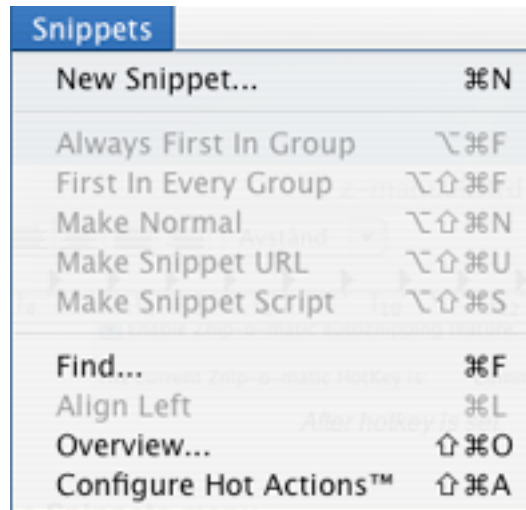 Snippets
New Snippet... ⌘N
Always First In Group ⌥⌘F
First In Every Group ⌥⇧⌘F
Make Normal ⌥⇧⌘N
Make Snippet URL ⌥⇧⌘U
Make Snippet Script ⌥⇧⌘S
Find... ⌘F
Align Left ⌘L
Overview... ⇧⌘O
Configure Hot Actions™ ⇧⌘A